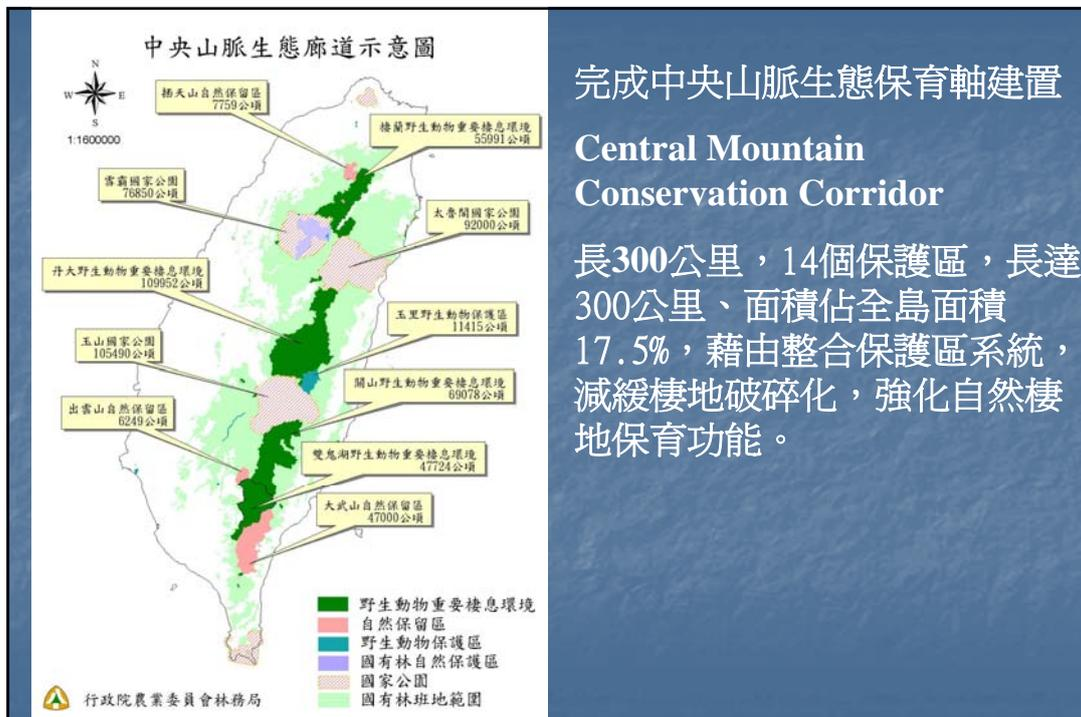 中央山脈生態廊道示意圖
N
W E
S
1:1600000
插天山自然保留區
7759公頃
棲蘭野生動物重要棲息環境
55991公頃
雪霸國家公園
76850公頃
太魯閣國家公園
92000公頃
丹大野生動物重要棲息環境
109952公頃
玉里野生動物保護區
11415公頃
玉山國家公園
105490公頃
關山野生動物重要棲息環境
69078公頃
出雲山自然保留區
6249公頃
雙鬼湖野生動物重要棲息環境
47724公頃
大武山自然保留區
47000公頃
野生動物重要棲息環境
自然保留區
野生動物保護區
國有林自然保護區
國家公園
國有林班地範圍
行政院農業委員會林務局
完成中央山脈生態保育軸建置
Central Mountain
Conservation Corridor
長300公里，14個保護區，長達
300公里、面積佔全島面積
17.5%，藉由整合保護區系統，
減緩棲地破碎化，強化自然棲
地保育功能。